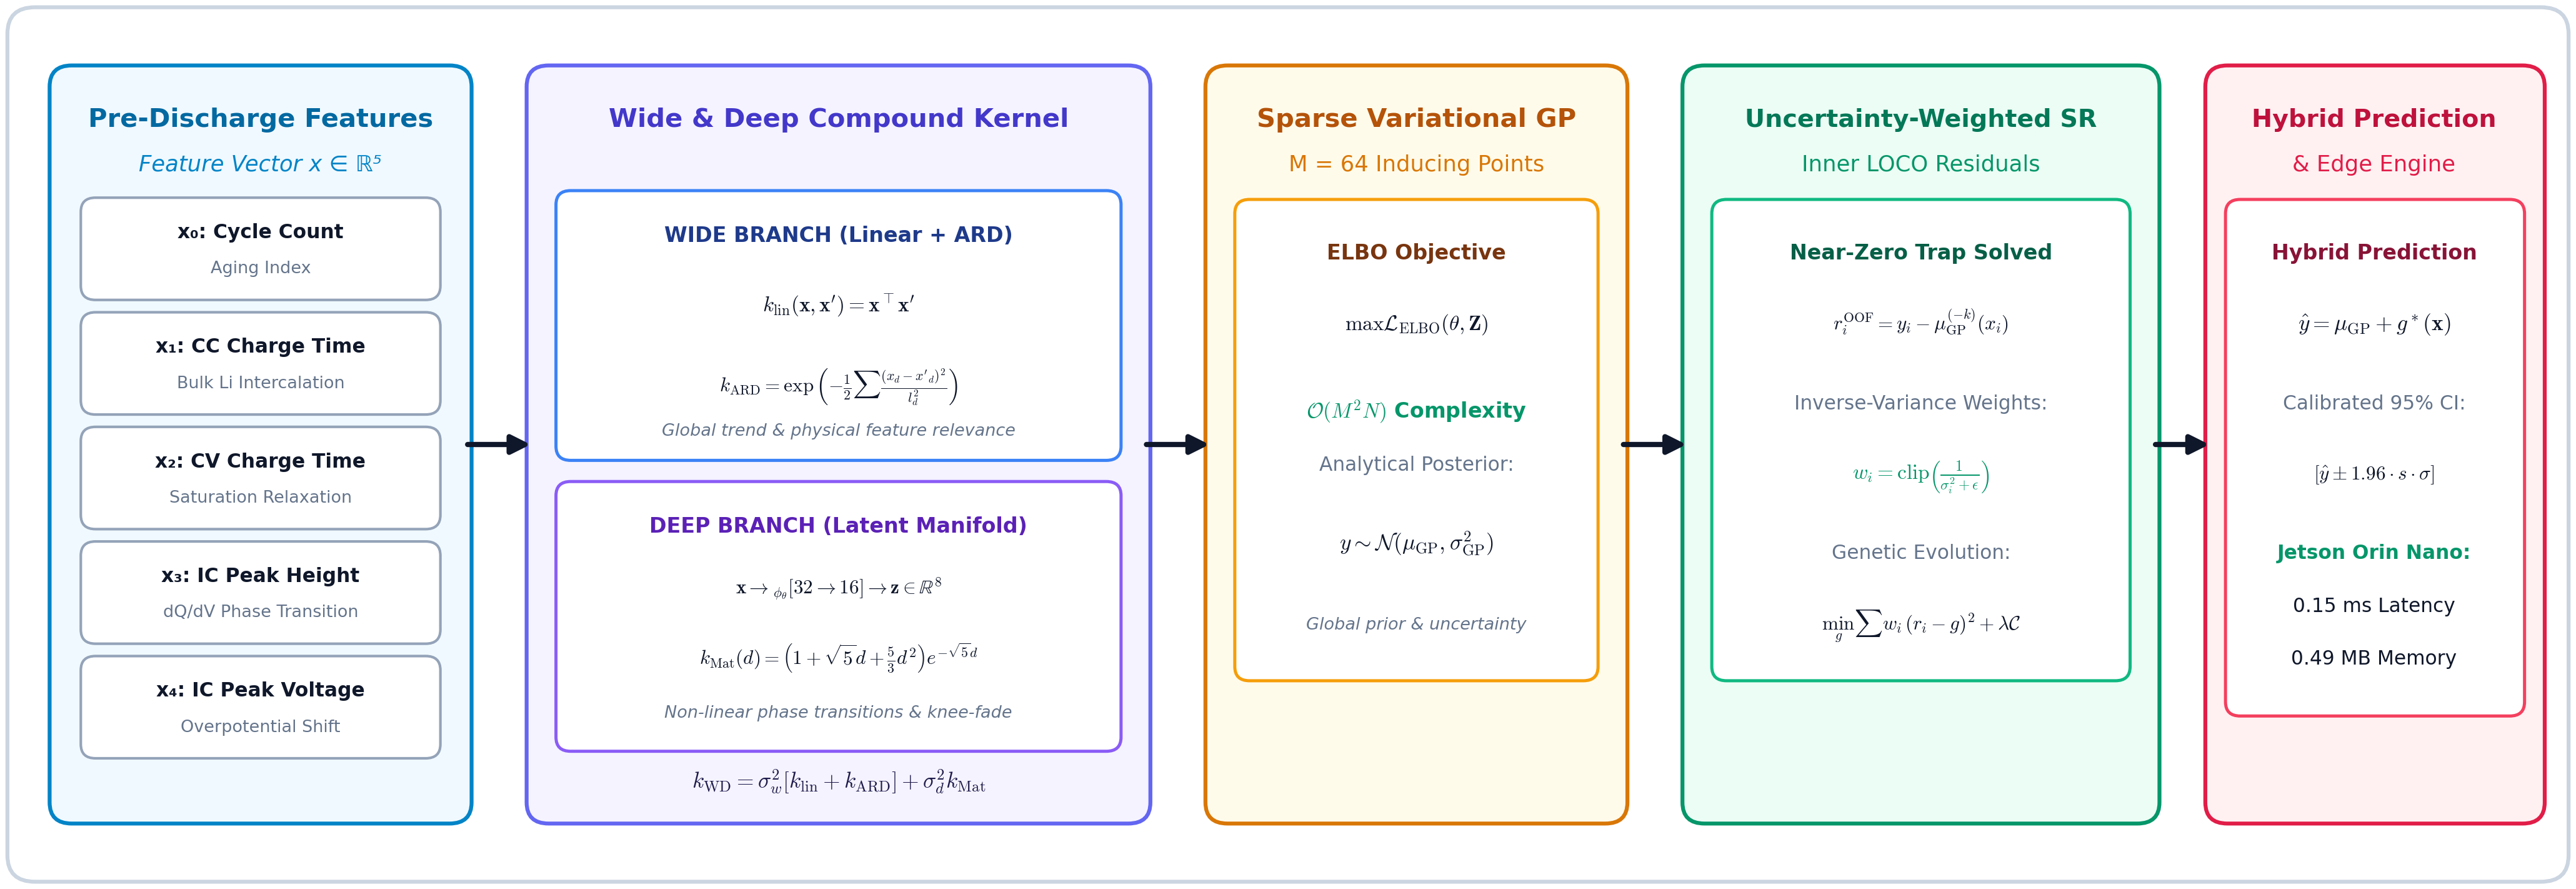 Pre-Discharge Features
Feature Vector x ∈ ℝ⁵
x₀: Cycle Count
Aging Index
x₁: CC Charge Time
Bulk Li Intercalation
x₂: CV Charge Time
Saturation Relaxation
x₃: IC Peak Height
dQ/dV Phase Transition
x₄: IC Peak Voltage
Overpotential Shift
Wide & Deep Compound Kernel
WIDE BRANCH (Linear + ARD)
k_lin(x, x′) = x^⊤ x′
k_ARD = exp(−1/2 ∑ (x_d − x′_d)²/l_d²)
Global trend & physical feature relevance
DEEP BRANCH (Latent Manifold)
x → _ϕ_θ [32 → 16] → z ∈ ℝ⁸
k_Mat(d) = (1 + √5 d + 5/3 d²) e^{−√5 d}
Non-linear phase transitions & knee-fade
k_WD = σ_w² [k_lin + k_ARD] + σ_d² k_Mat
Sparse Variational GP
M = 64 Inducing Points
ELBO Objective
max ℒ_ELBO(θ, Z)
𝒪(M²N) Complexity
Analytical Posterior:
y ∼ 𝒩(μ_GP, σ²_GP)
Global prior & uncertainty
Uncertainty-Weighted SR
Inner LOCO Residuals
Near-Zero Trap Solved
r_i^OOF = y_i − μ_GP^(−k)(x_i)
Inverse-Variance Weights:
w_i = clip(1/(σ_i² + ϵ))
Genetic Evolution:
min_g ∑ w_i (r_i − g)² + λ𝒞
Hybrid Prediction
& Edge Engine
Hybrid Prediction
ŷ = μ_GP + g*(x)
Calibrated 95% CI:
[ŷ ± 1.96 · s · σ]
Jetson Orin Nano:
0.15 ms Latency
0.49 MB Memory